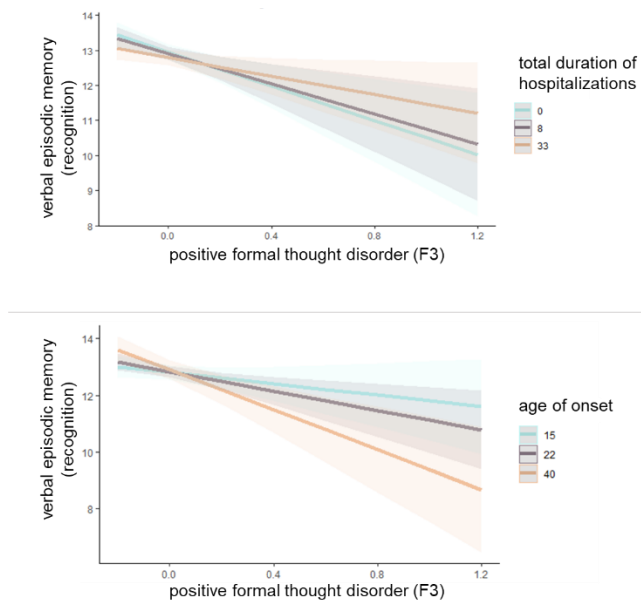 14
13
12
11
10
9
8
0.0 0.4 0.8 1.2
verbal episodic memory
(recognition)
positive formal thought disorder (F3)
total duration of
hospitalizations
0
8
33
14
12
10
8
0.0 0.4 0.8 1.2
verbal episodic memory
(recognition)
positive formal thought disorder (F3)
age of onset
15
22
40